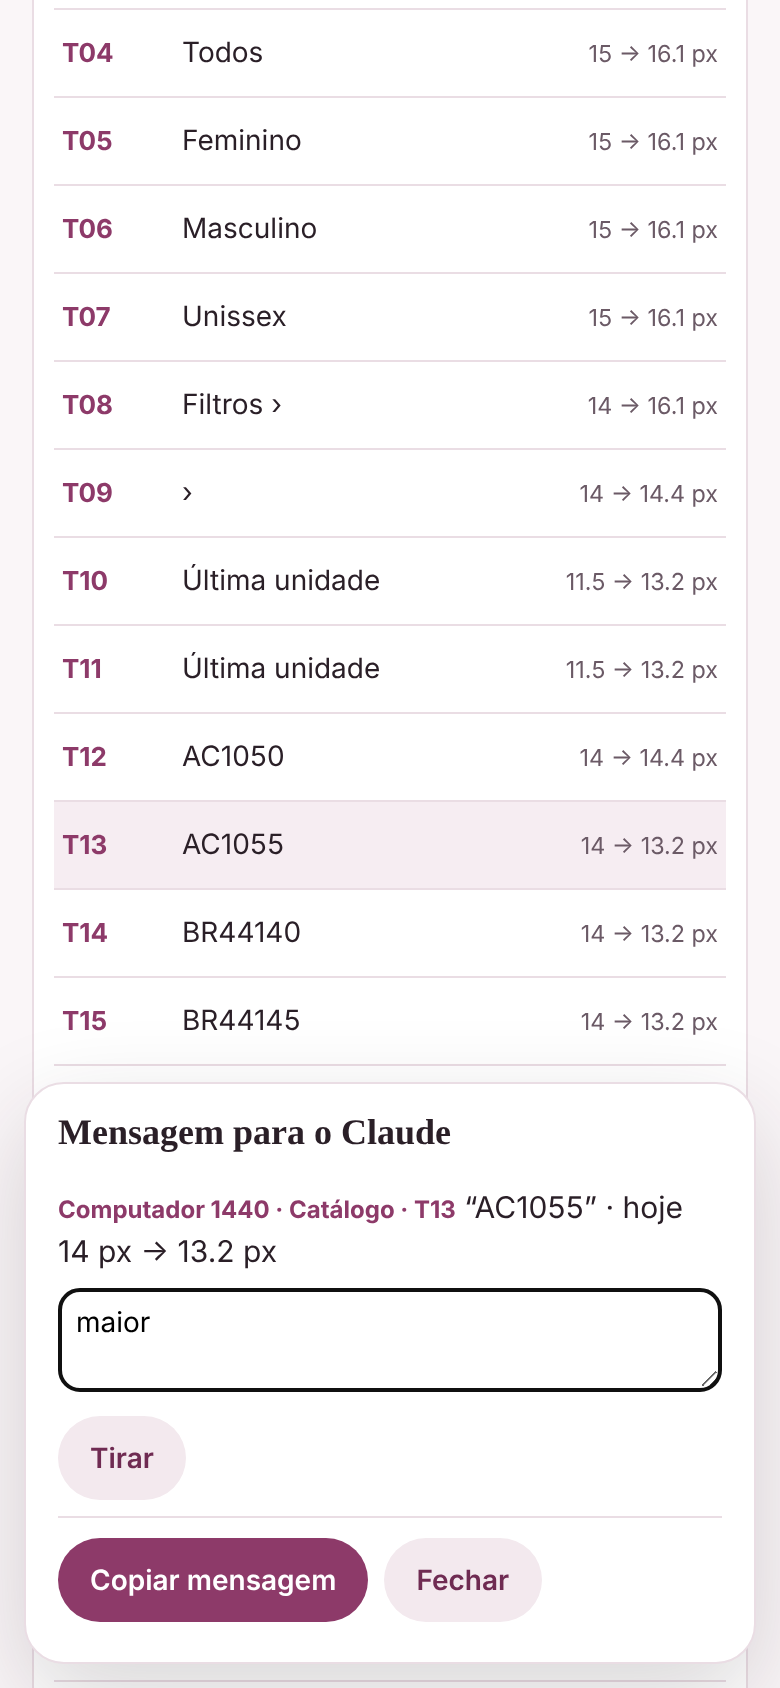 T04 Todos 15 → 16.1 px
T05 Feminino 15 → 16.1 px
T06 Masculino 15 → 16.1 px
T07 Unissex 15 → 16.1 px
T08 Filtros › 14 → 16.1 px
T09 › 14 → 14.4 px
T10 Última unidade 11.5 → 13.2 px
T11 Última unidade 11.5 → 13.2 px
T12 AC1050 14 → 14.4 px
T13 AC1055 14 → 13.2 px
T14 BR44140 14 → 13.2 px
T15 BR44145 14 → 13.2 px
Mensagem para o Claude
Computador 1440 · Catálogo · T13 “AC1055” · hoje
14 px → 13.2 px
maior
Tirar
Copiar mensagem Fechar